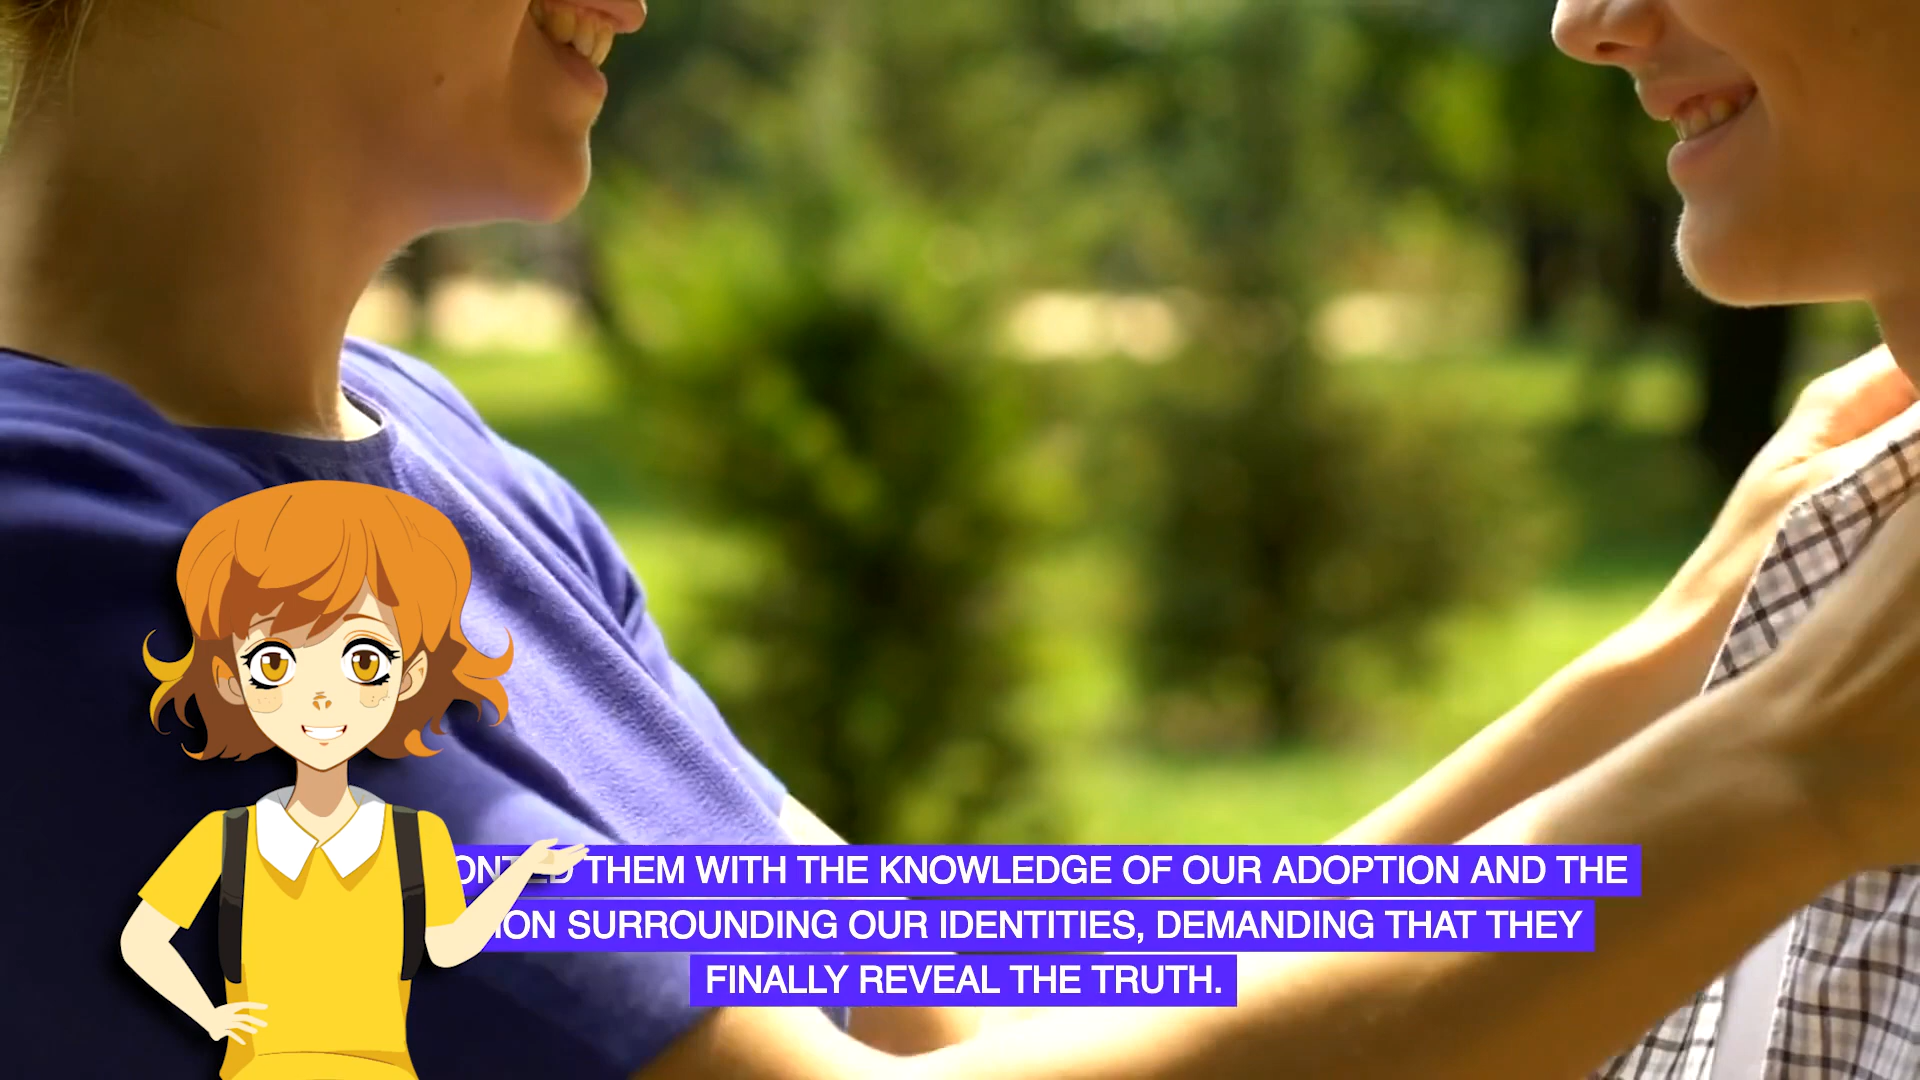 THEM WITH THE KNOWLEDGE OF OUR ADOPTION AND THE
SURROUNDING OUR IDENTITIES, DEMANDING THAT THEY
FINALLY REVEAL THE TRUTH.